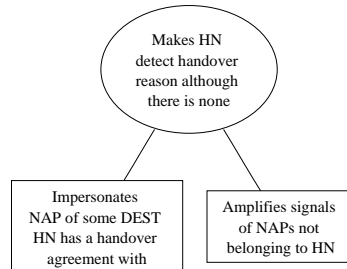 Makes HN
detect handover
reason although
there is none
Impersonates
NAP of some DEST
HN has a handover
agreement with
Amplifies signals
of NAPs not
belonging to HN